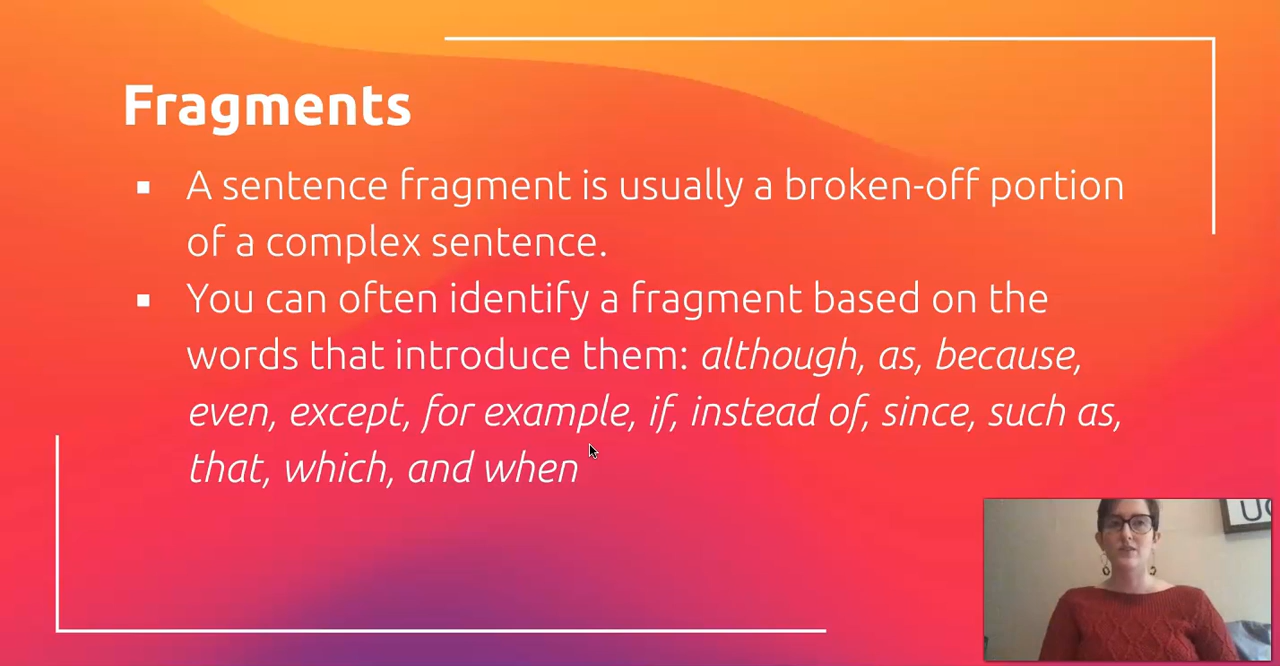 Fragments
A sentence fragment is usually a broken-off portion
of a complex sentence.
You can often identify a fragment based on the
words that introduce them: although, as, because,
even, except, for example, if, instead of, since, such as,
that, which, and when